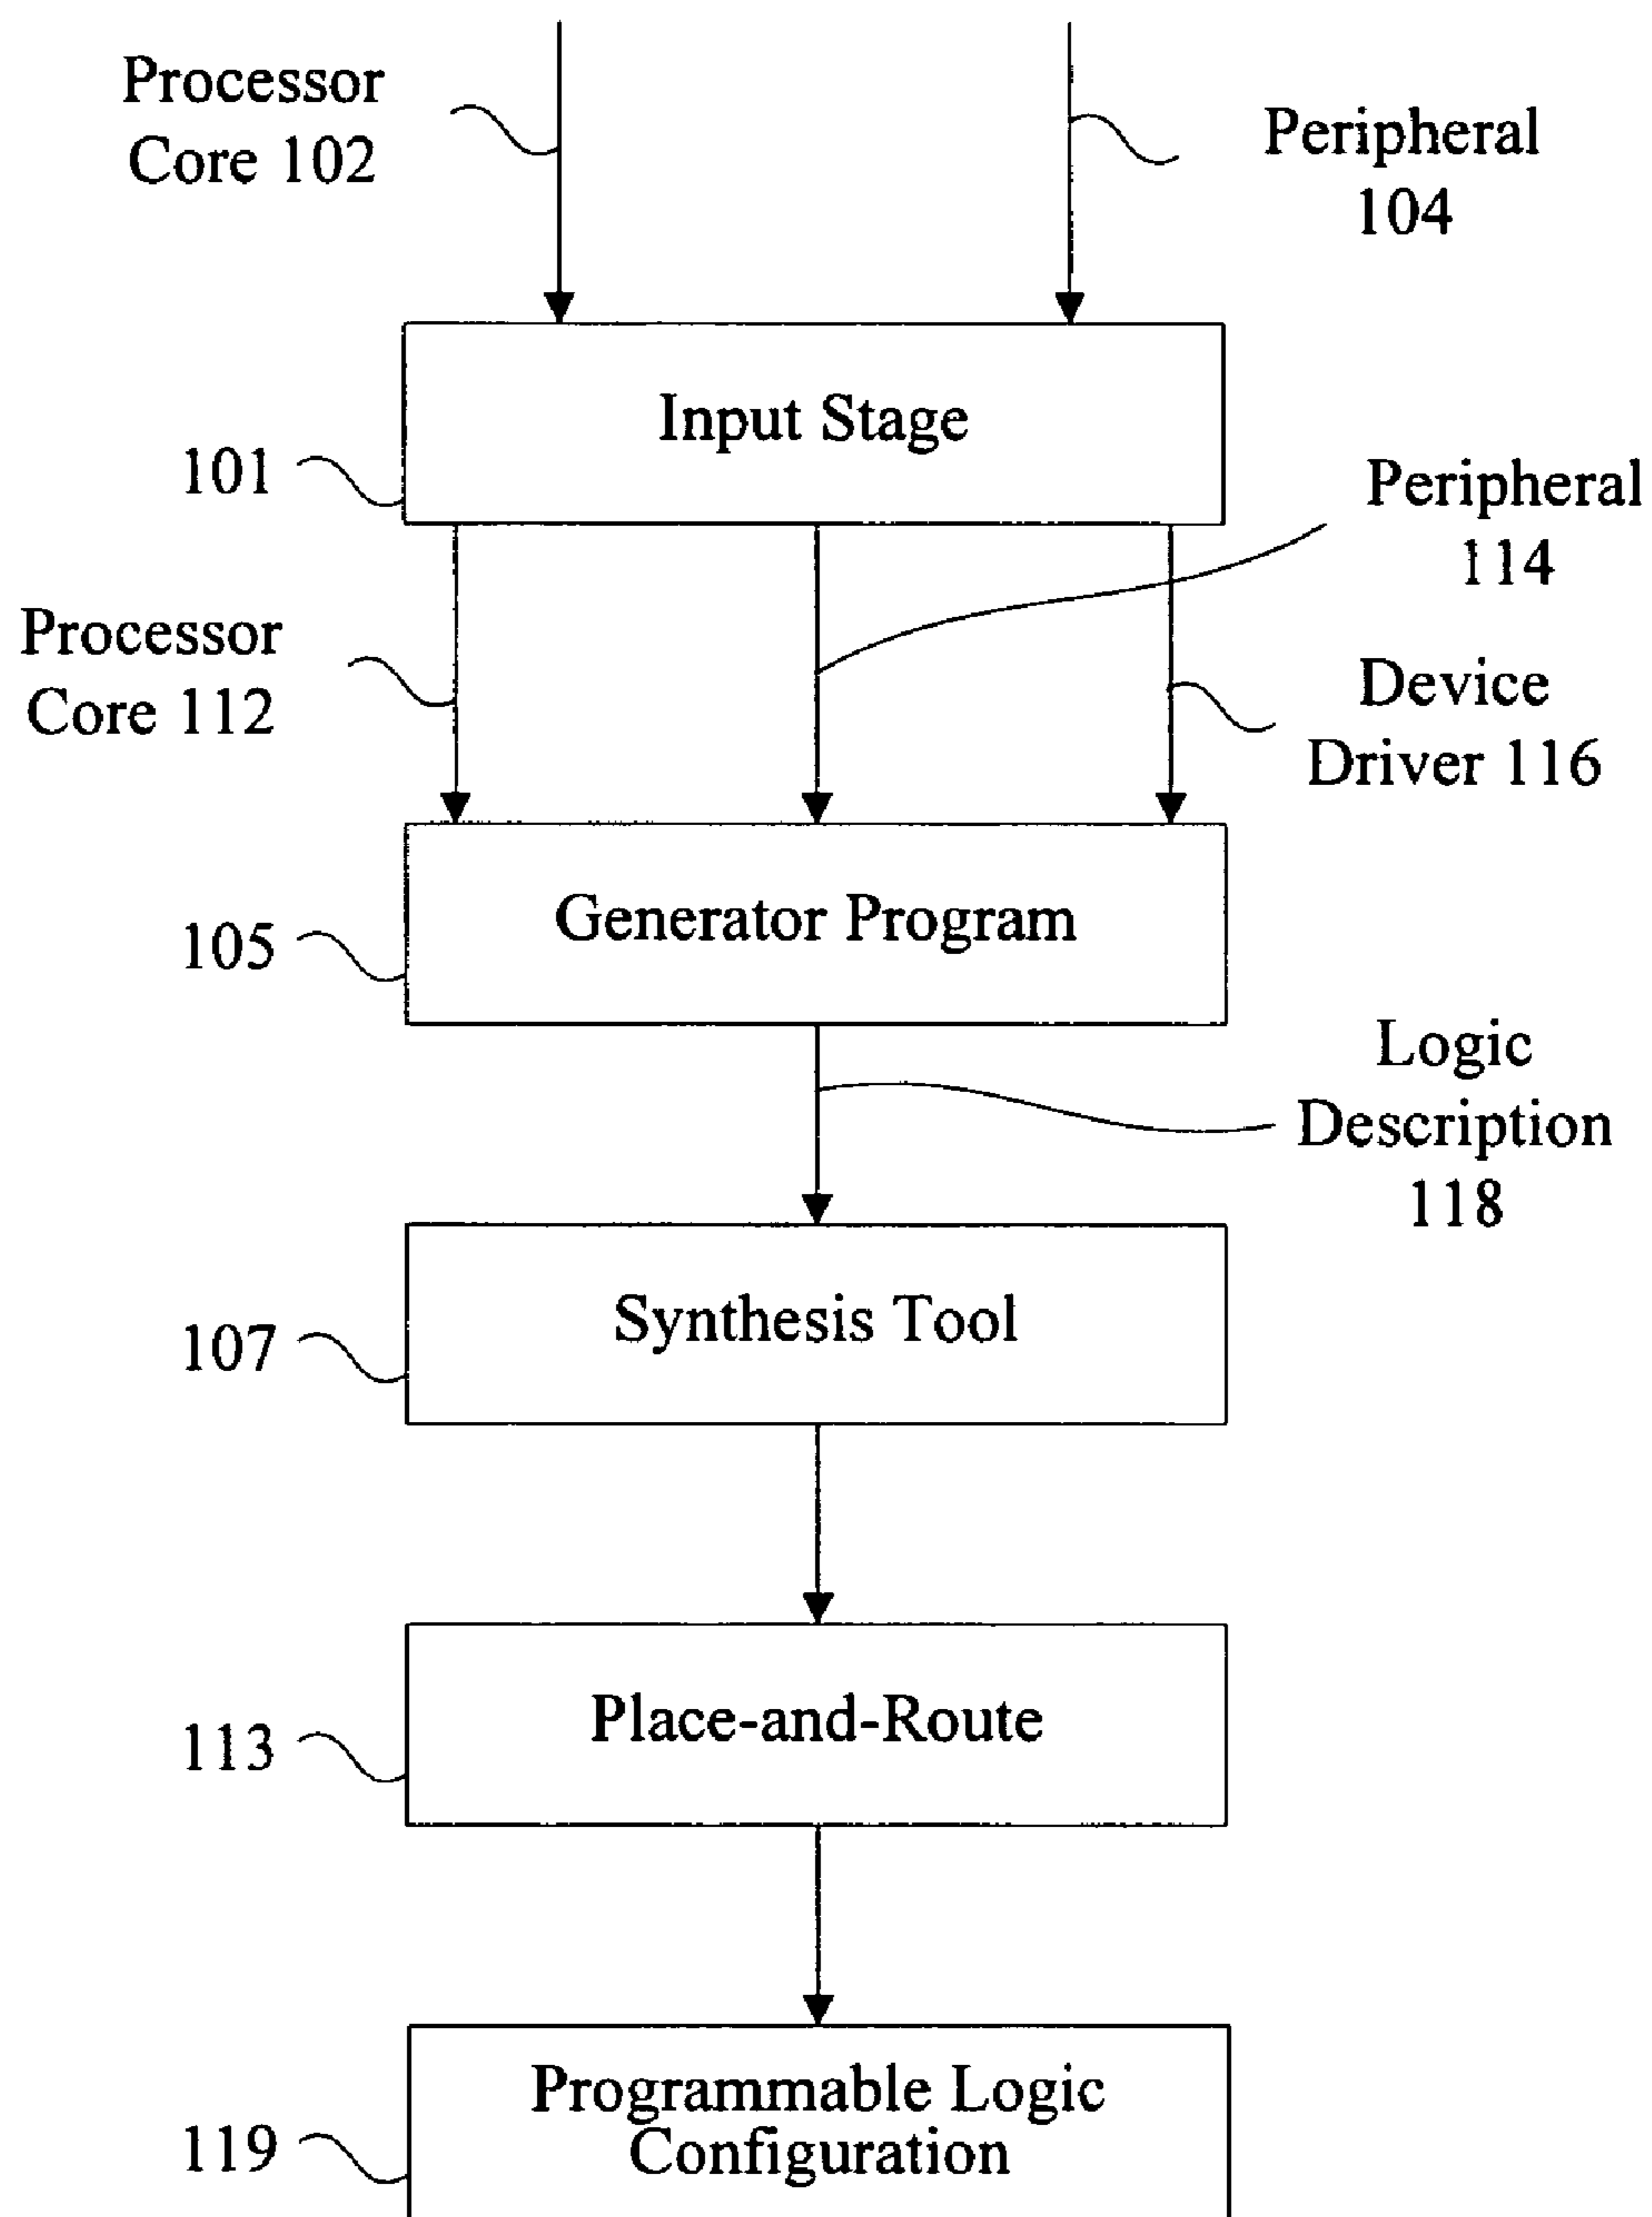 Processor
Core 102
Peripheral
104
Input Stage
101
Peripheral
114
Processor
Core 112
Device
Driver 116
Generator Program
105
Logic
Description
118
Synthesis Tool
107
Place-and-Route
113
Programmable Logic
Configuration
119